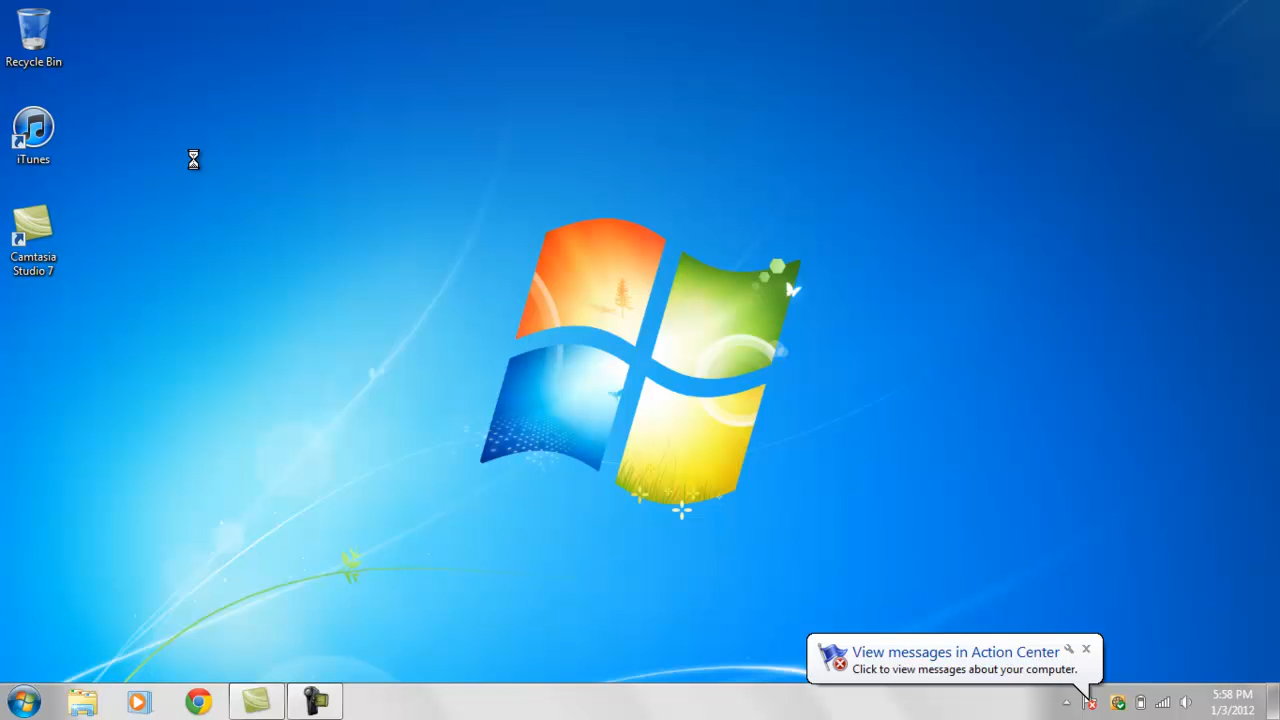 Recycle Bin
iTunes
Camtasia
Studio 7
View messages in Action Center
Click to view messages about your computer.
5:58 PM
1/3/2012